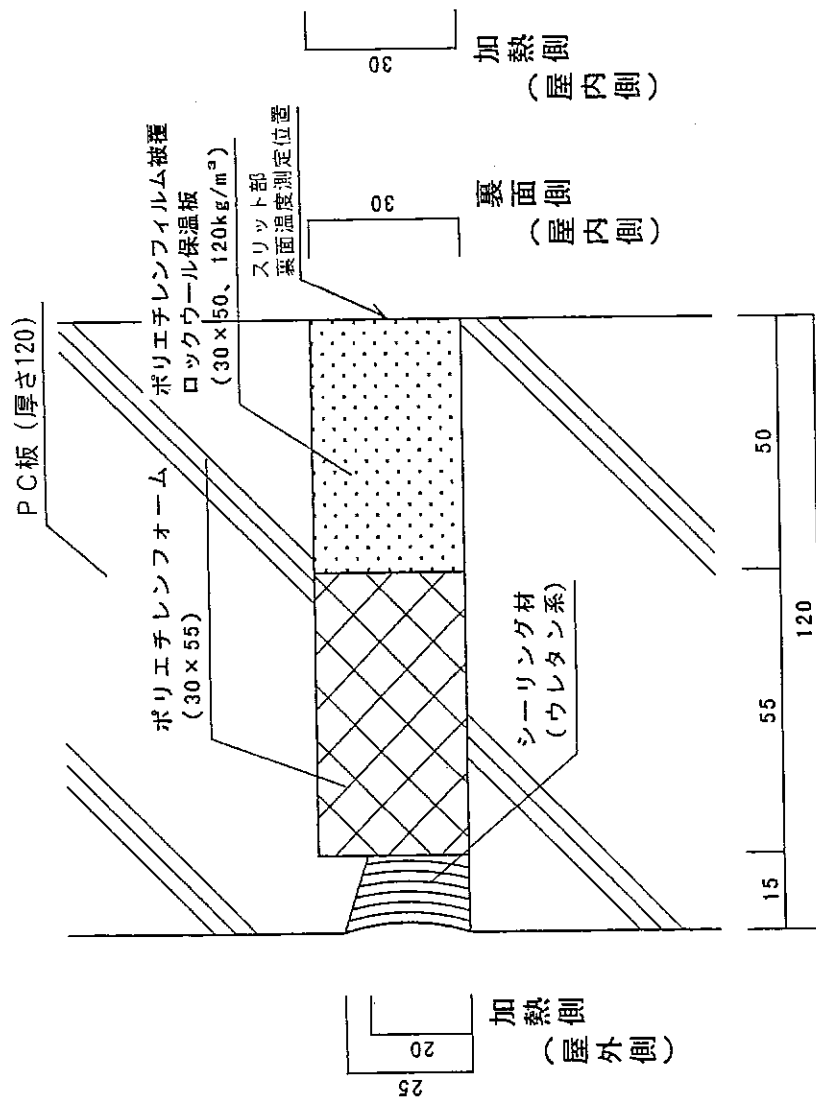 PC板(厚さ120)
ポリエチレンフォーム
(30×55)
ポリエチレンフィルム被覆
ロックウール保温板
(30×50、120kg/m³)
スリット部
裏面温度測定位置
シーリング材
(ウレタン系)
25
20
加熱側
(屋外側)
30
裏面側
(屋内側)
30
加熱側
(屋内側)
15
55
50
120